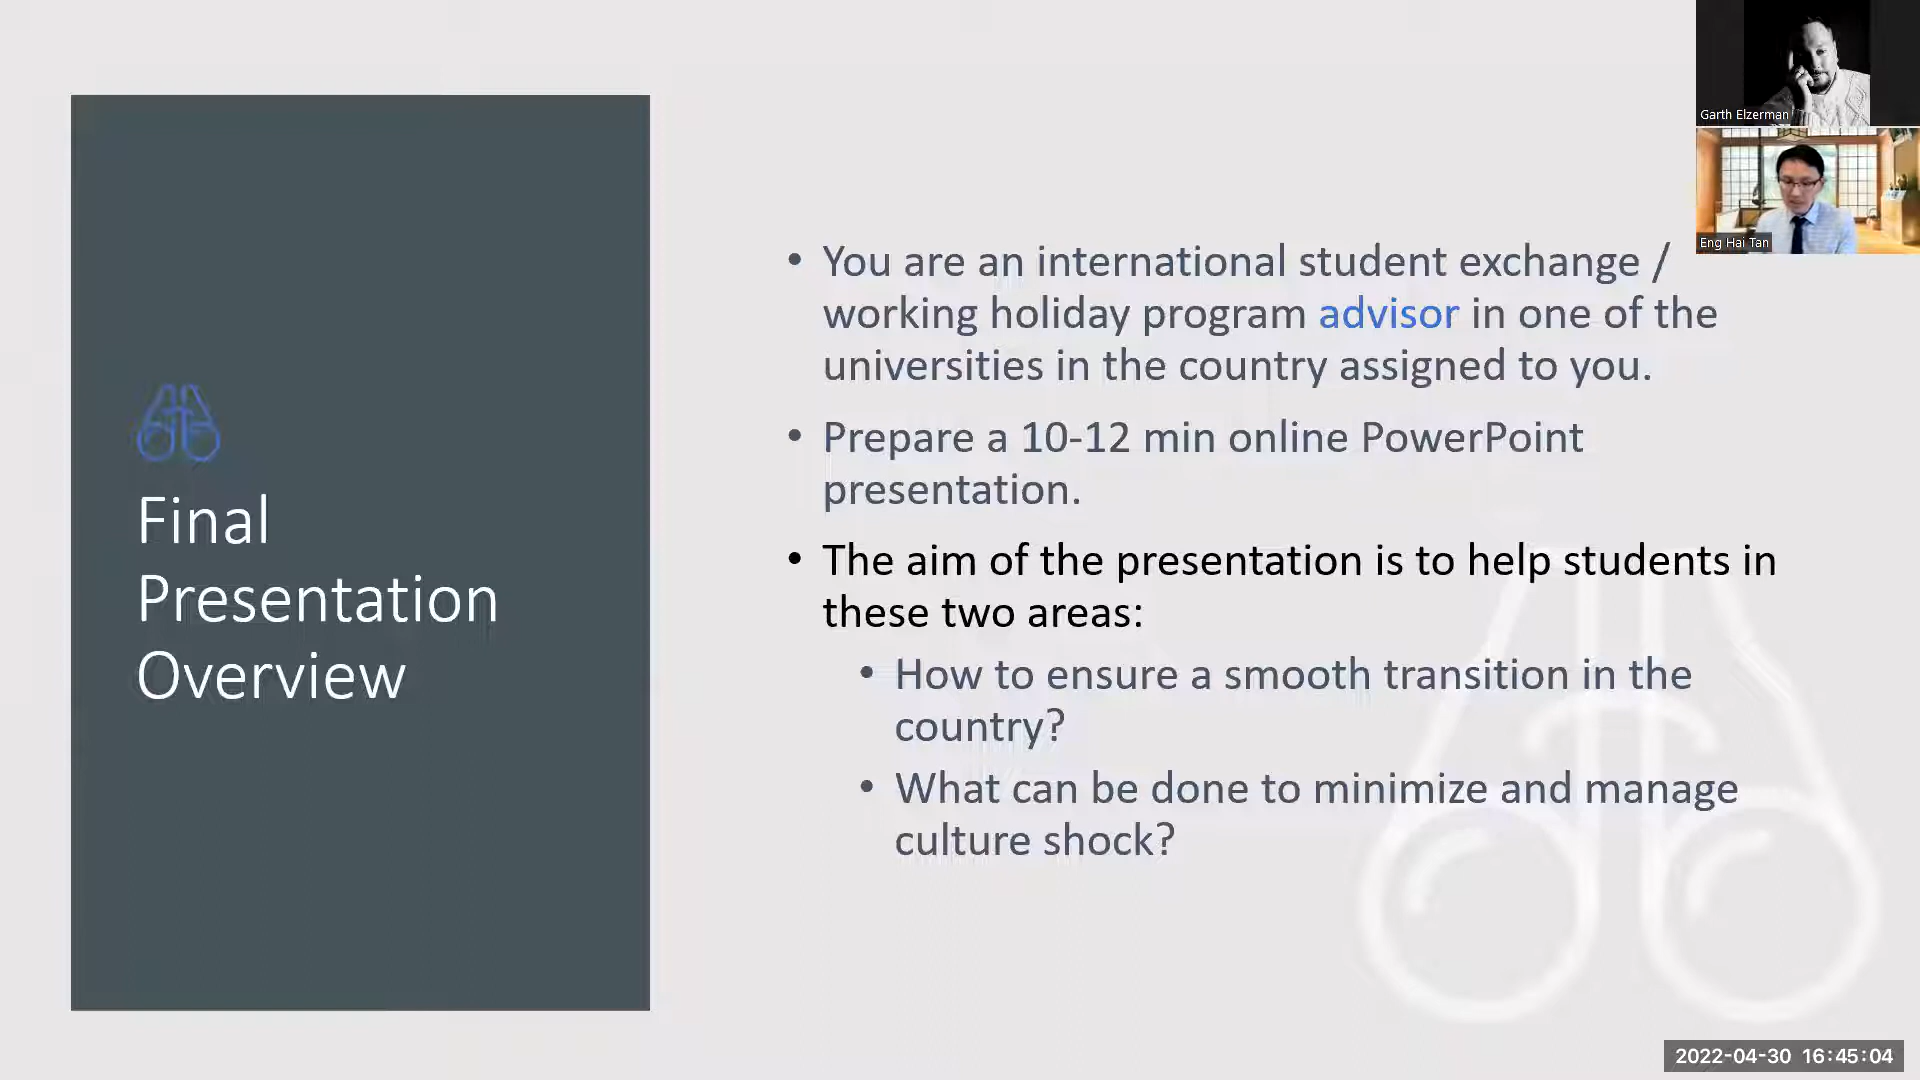 Final
Presentation
Overview
• You are an international student exchange /
working holiday program advisor in one of the
universities in the country assigned to you.
• Prepare a 10-12 min online PowerPoint
presentation.
• The aim of the presentation is to help students in
these two areas:
• How to ensure a smooth transition in the
country?
• What can be done to minimize and manage
culture shock?
Garth Elzerman
Eng Hai Tan
2022-04-30 16:45:04